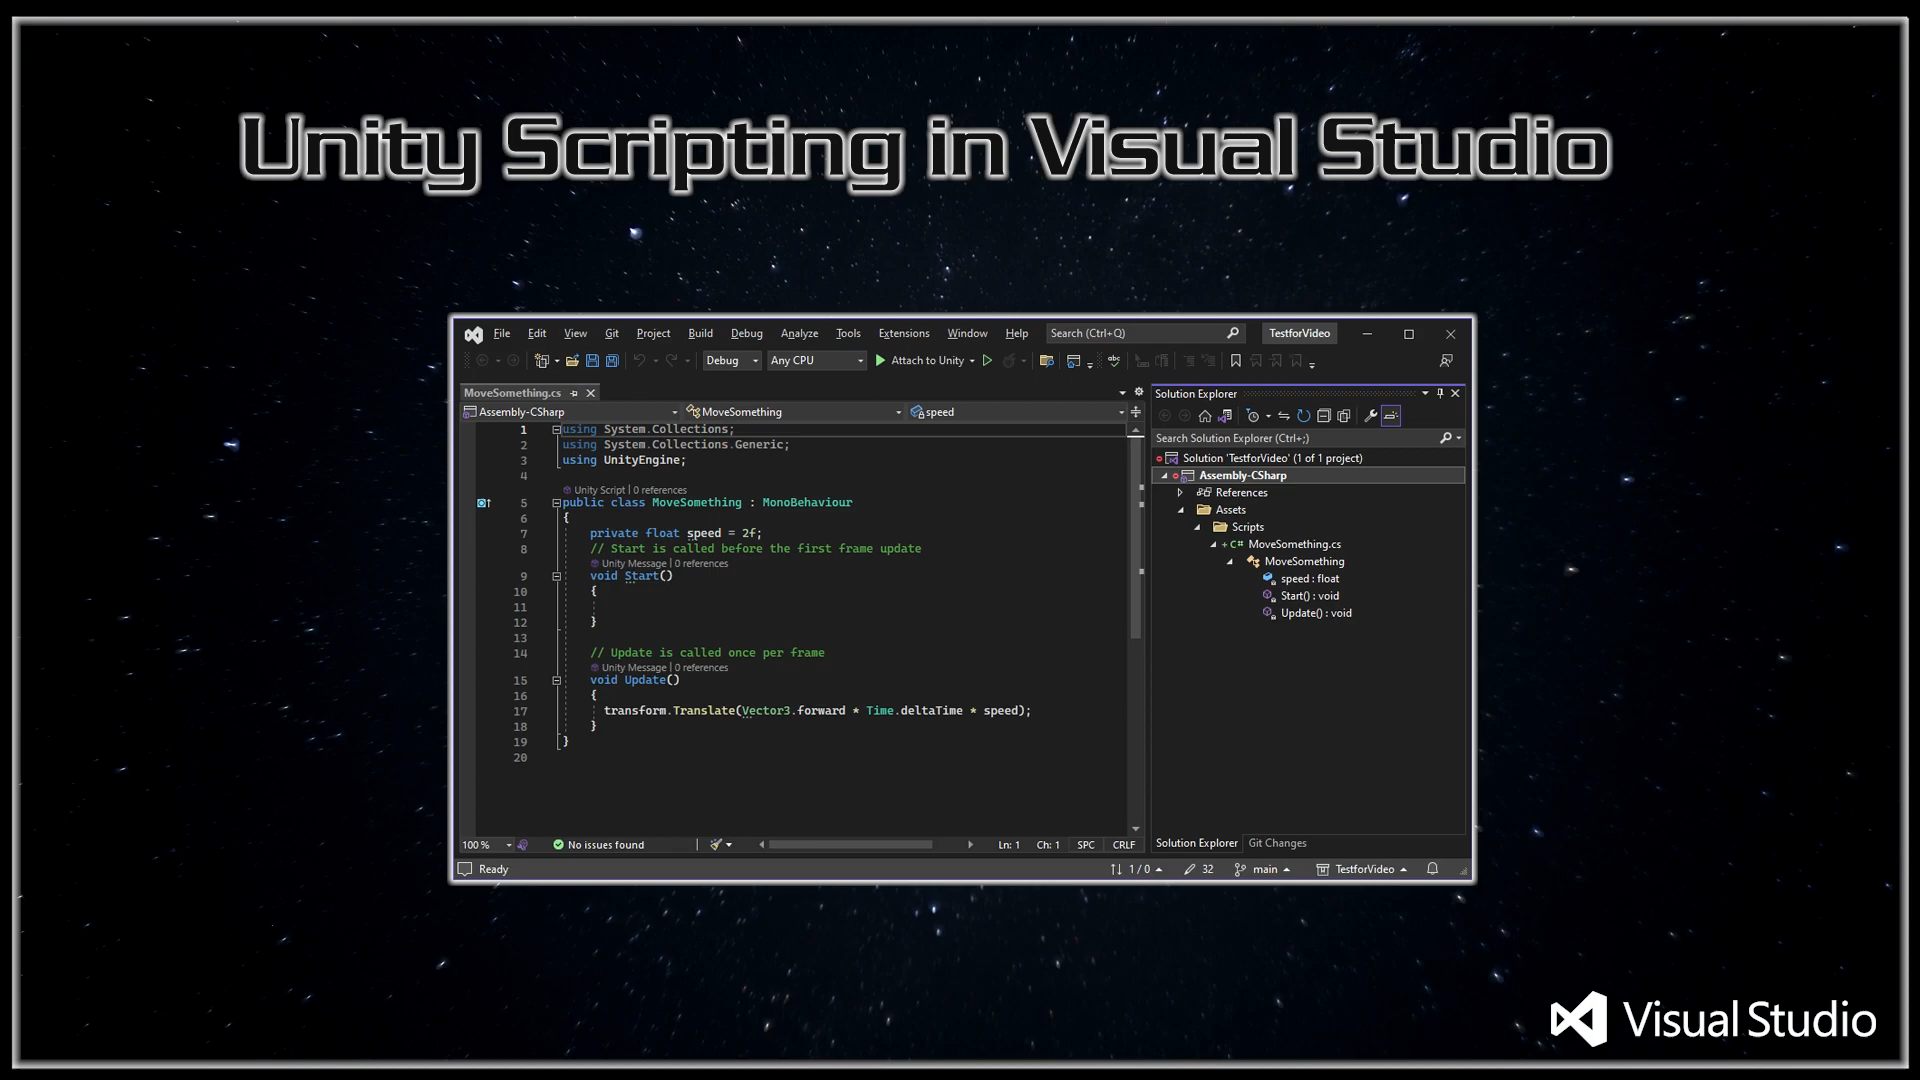 Unity Scripting in Visual Studio
File Edit View Git Project Build Debug Analyze Tools Extensions Window Help Search (Ctrl+Q) TestforVideo
Debug Any CPU Attach to Unity
MoveSomething.cs
Assembly-CSharp MoveSomething speed
1 using System.Collections;
2 using System.Collections.Generic;
3 using UnityEngine;
4
Unity Script | 0 references
5 public class MoveSomething : MonoBehaviour
6 {
7 private float speed = 2f;
8 // Start is called before the first frame update
Unity Message | 0 references
9 void Start()
10 {
11
12 }
13
14 // Update is called once per frame
Unity Message | 0 references
15 void Update()
16 {
17 transform.Translate(Vector3.forward * Time.deltaTime * speed);
18 }
19 }
20
100 % No issues found Ln: 1 Ch: 1 SPC CRLF
Solution Explorer
Search Solution Explorer (Ctrl+;)
Solution 'TestforVideo' (1 of 1 project)
Assembly-CSharp
References
Assets
Scripts
+ C# MoveSomething.cs
MoveSomething
speed : float
Start() : void
Update() : void
Solution Explorer Git Changes
Ready 1 / 0 32 main TestforVideo
Visual Studio